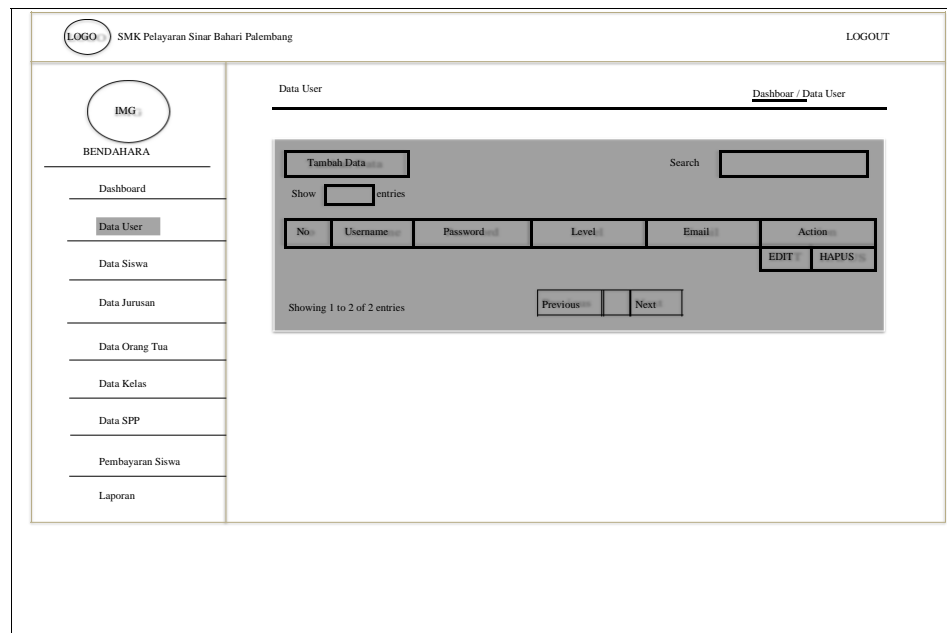 LOGO SMK Pelayaran Sinar Bahari Palembang LOGOUT
IMG
BENDAHARA
Dashboard
Data User
Data Siswa
Data Jurusan
Data Orang Tua
Data Kelas
Data SPP
Pembayaran Siswa
Laporan
Data User
Dashboar / Data User
Tambah Data Search
Show entries
No Username Password Level Email Action
EDIT HAPUS
Showing 1 to 2 of 2 entries Previous Next